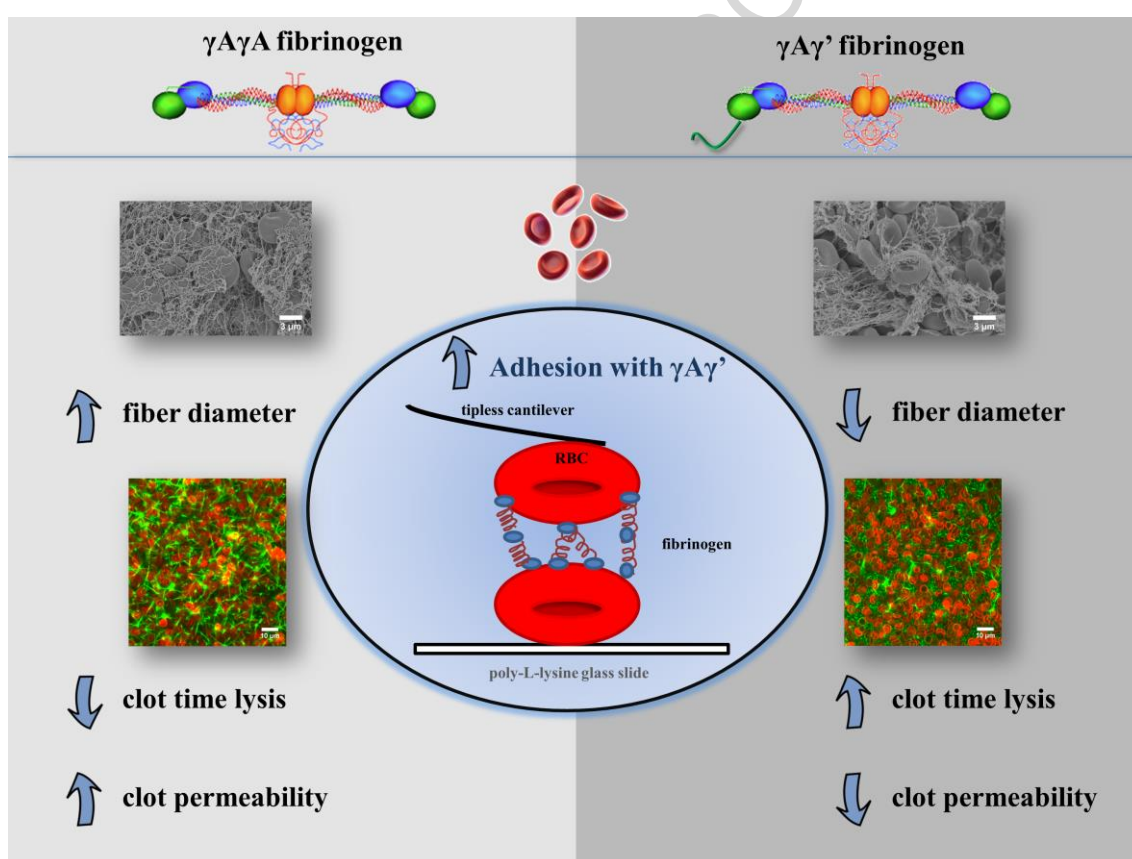 γAγA fibrinogen
γAγ’ fibrinogen
3 μm
3 μm
Adhesion with γAγ’
tipless cantilever
RBC
fibrinogen
poly-L-lysine glass slide
fiber diameter
fiber diameter
10 μm
10 μm
clot time lysis
clot time lysis
clot permeability
clot permeability